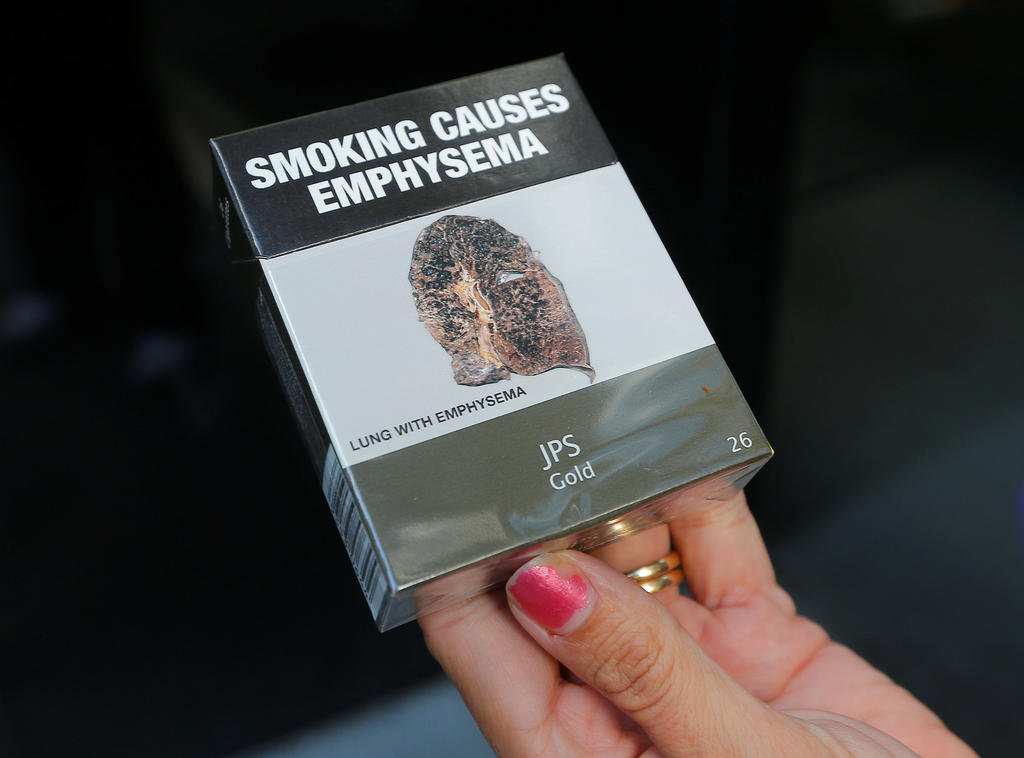 SMOKING CAUSES
EMPHYSEMA
LUNG WITH EMPHYSEMA
JPS
Gold
26